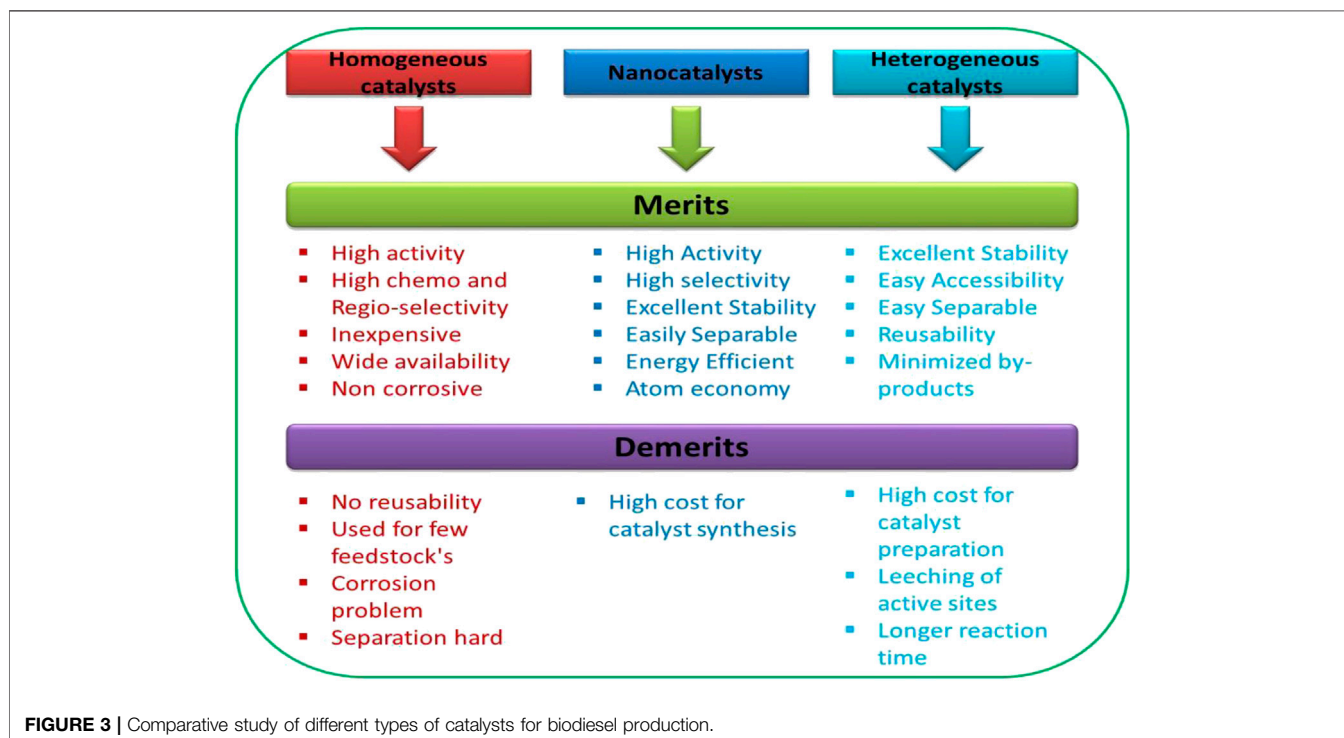 Homogeneous
catalysts
Nanocatalysts
Heterogeneous
catalysts
Merits
▪ High activity
▪ High chemo and
Regio-selectivity
▪ Inexpensive
▪ Wide availability
▪ Non corrosive
▪ High Activity
▪ High selectivity
▪ Excellent Stability
▪ Easily Separable
▪ Energy Efficient
▪ Atom economy
▪ Excellent Stability
▪ Easy Accessibility
▪ Easy Separable
▪ Reusability
▪ Minimized by-
products
Demerits
▪ No reusability
▪ Used for few
feedstock's
▪ Corrosion
problem
▪ Separation hard
▪ High cost for
catalyst synthesis
▪ High cost for
catalyst
preparation
▪ Leeching of
active sites
▪ Longer reaction
time
FIGURE 3 | Comparative study of different types of catalysts for biodiesel production.